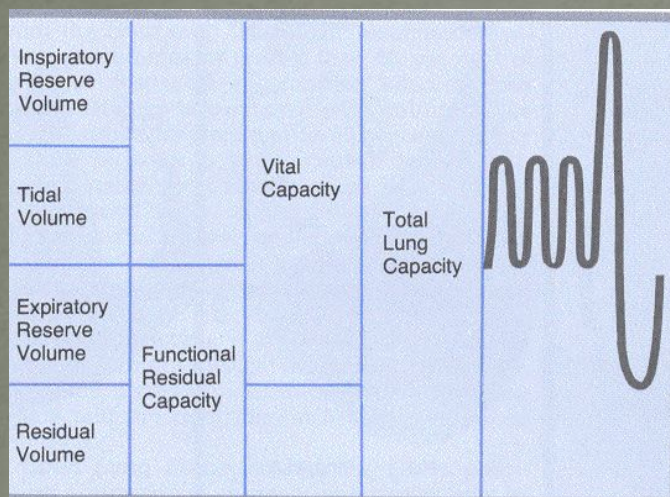 Inspiratory
Reserve
Volume
Tidal
Volume
Expiratory
Reserve
Volume
Residual
Volume
Functional
Residual
Capacity
Vital
Capacity
Total
Lung
Capacity